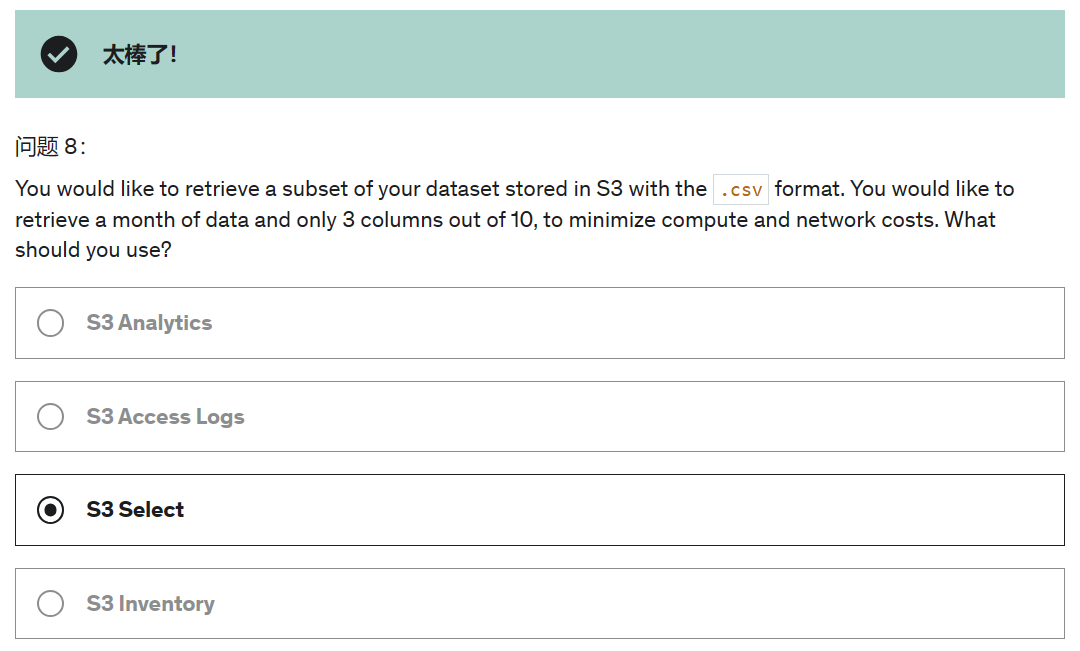 太棒了！
问题 8：
You would like to retrieve a subset of your dataset stored in S3 with the .csv format. You would like to
retrieve a month of data and only 3 columns out of 10, to minimize compute and network costs. What
should you use?
S3 Analytics
S3 Access Logs
S3 Select
S3 Inventory